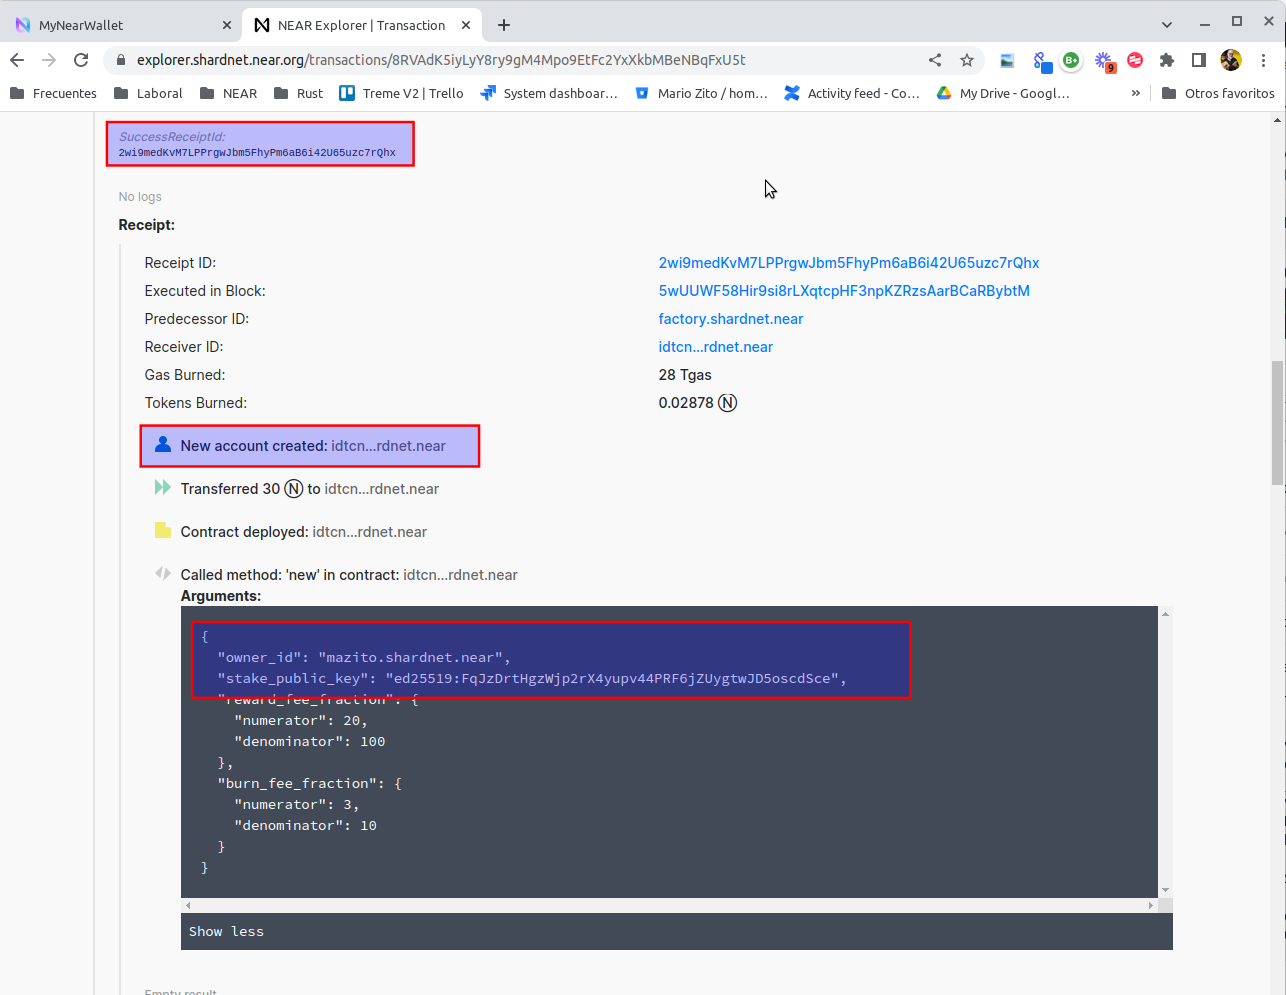 MyNearWallet
NEAR Explorer | Transaction
explorer.shardnet.near.org/transactions/8RVAdK5iyLyY8ry9gM4Mpo9EtFc2YxXkbMBeNBqFxU5t
B+
9
Frecuentes
Laboral
NEAR
Rust
Treme V2 | Trello
System dashboar...
Mario Zito / hom...
Activity feed - Co...
My Drive - Googl...
»
Otros favoritos
SuccessReceiptId:
2wi9medKvM7LPPrgwJbm5FhyPm6aB6i42U65uzc7rQhx
No logs
Receipt:
Receipt ID: 2wi9medKvM7LPPrgwJbm5FhyPm6aB6i42U65uzc7rQhx
Executed in Block: 5wUUWF58Hir9si8rLXqtcpHF3npKZRzsAarBCaRBybtM
Predecessor ID: factory.shardnet.near
Receiver ID: idtcn...rdnet.near
Gas Burned: 28 Tgas
Tokens Burned: 0.02878 Ⓝ
New account created: idtcn...rdnet.near
Transferred 30 Ⓝ to idtcn...rdnet.near
Contract deployed: idtcn...rdnet.near
Called method: 'new' in contract: idtcn...rdnet.near
Arguments:
{
"owner_id": "mazito.shardnet.near",
"stake_public_key": "ed25519:FqJzDrtHgzWjp2rX4yupv44PRF6jZUygtwJD5oscdSce",
"reward_fee_fraction": {
"numerator": 20,
"denominator": 100
},
"burn_fee_fraction": {
"numerator": 3,
"denominator": 10
}
}
Show less
Empty result